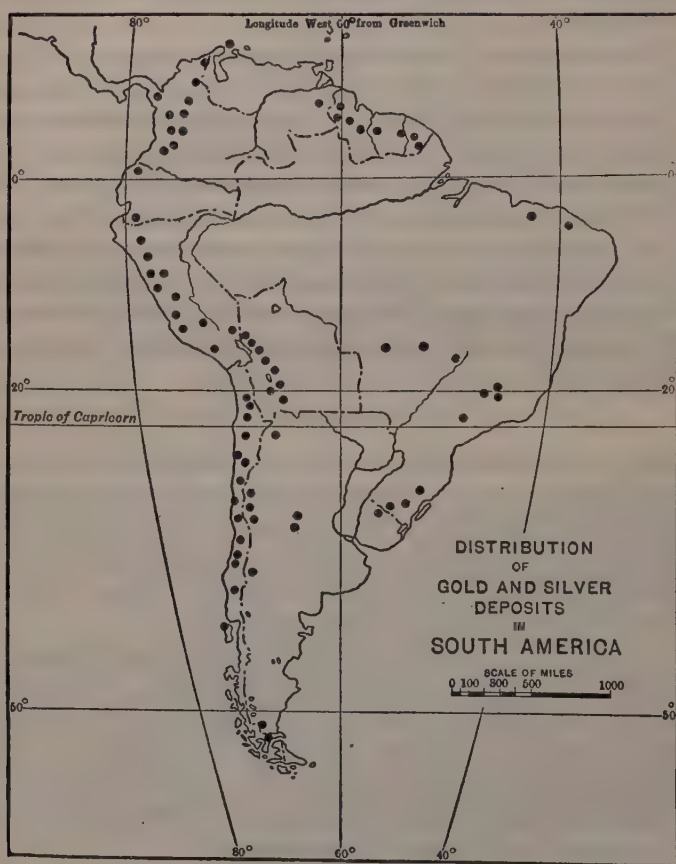 80°
Longitude West 60° from Greenwich
40°
0°
0
20°
20
Tropic of Capricorn
DISTRIBUTION
OF
GOLD AND SILVER
DEPOSITS
IN
SOUTH AMERICA
SCALE OF MILES
0 100 300 500 1000
50°
50
80°
60°
40°